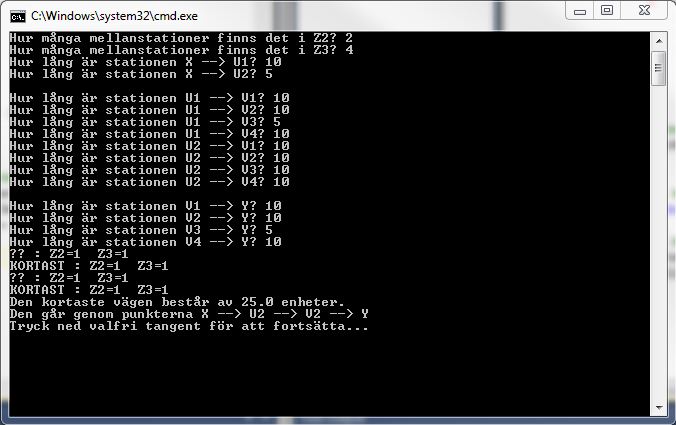 C:\Windows\system32\cmd.exe
Hur många mellanstationer finns det i Z2? 2
Hur många mellanstationer finns det i Z3? 4
Hur lång är stationen X --> U1? 10
Hur lång är stationen X --> U2? 5
Hur lång är stationen U1 --> V1? 10
Hur lång är stationen U1 --> V2? 10
Hur lång är stationen U1 --> V3? 5
Hur lång är stationen U1 --> V4? 10
Hur lång är stationen U2 --> V1? 10
Hur lång är stationen U2 --> V2? 10
Hur lång är stationen U2 --> V3? 10
Hur lång är stationen U2 --> V4? 10
Hur lång är stationen V1 --> Y? 10
Hur lång är stationen V2 --> Y? 10
Hur lång är stationen V3 --> Y? 5
Hur lång är stationen V4 --> Y? 10
?? : Z2=1  Z3=1
KORTAST : Z2=1  Z3=1
?? : Z2=1  Z3=1
KORTAST : Z2=1  Z3=1
Den kortaste vägen består av 25.0 enheter.
Den går genom punkterna X --> U2 --> V2 --> Y
Tryck ned valfri tangent för att fortsätta...